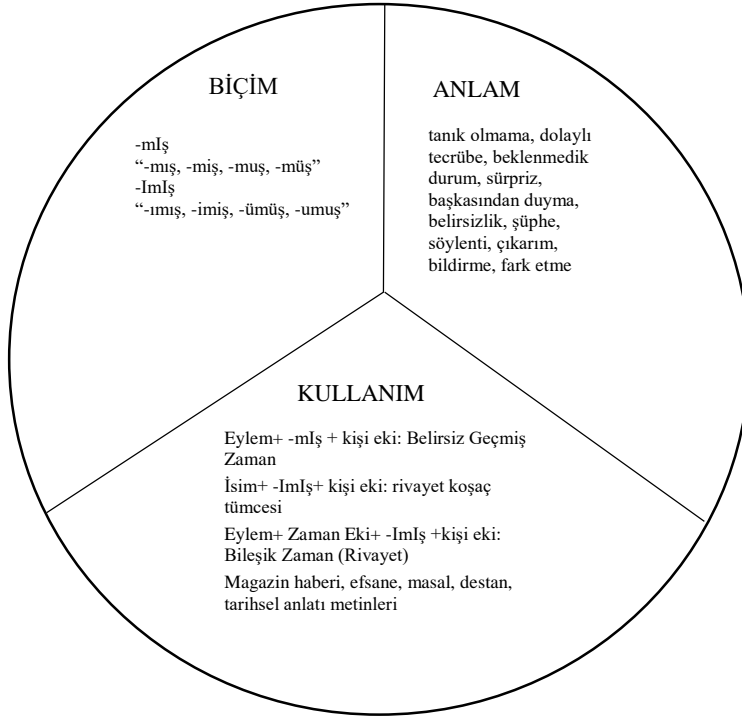 BİÇİM
-mIş
“-mış, -miş, -muş, -müş”
-ImIş
“-ımış, -imiş, -ümüş, -umuş”
ANLAM
tanık olmama, dolaylı
tecrübe, beklenmedik
durum, sürpriz,
başkasından duyma,
belirsizlik, şüphe,
söylenti, çıkarım,
bildirme, fark etme
KULLANIM
Eylem+ -mIş + kişi eki: Belirsiz Geçmiş
Zaman
İsim+ -ImIş+ kişi eki: rivayet koşaç
tümcesi
Eylem+ Zaman Eki+ -ImIş +kişi eki:
Bileşik Zaman (Rivayet)
Magazin haberi, efsane, masal, destan,
tarihsel anlatı metinleri